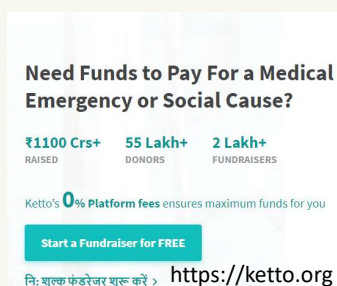 Need Funds to Pay For a Medical
Emergency or Social Cause?
₹1100 Crs+ 55 Lakh+ 2 Lakh+
RAISED DONORS FUNDRAISERS
Ketto's 0% Platform fees ensures maximum funds for you
Start a Fundraiser for FREE
नि: शुल्क फंडरेजर शुरू करें > https://ketto.org